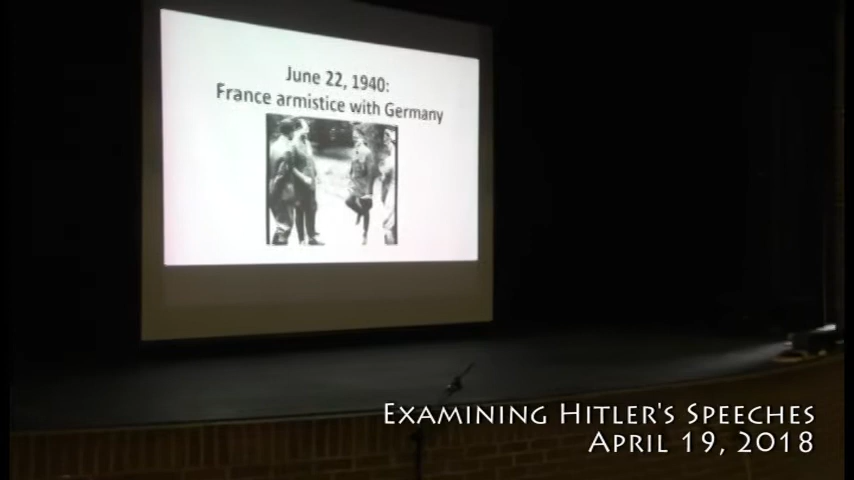 June 22, 1940:
France armistice with Germany
Examining Hitler's Speeches
April 19, 2018